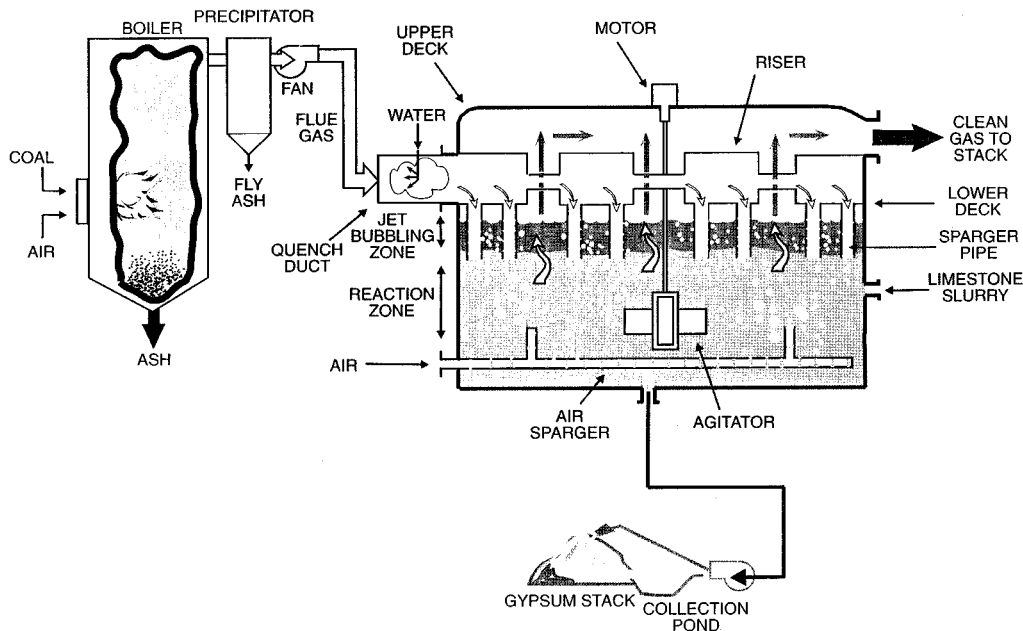 BOILER
PRECIPITATOR
FAN
COAL
AIR
ASH
FLY
ASH
FLUE
GAS
WATER
QUENCH
DUCT
UPPER
DECK
MOTOR
RISER
CLEAN
GAS TO
STACK
LOWER
DECK
SPARGER
PIPE
LIMESTONE
SLURRY
JET
BUBBLING
ZONE
REACTION
ZONE
AIR
AIR
SPARGER
AGITATOR
GYPSUM STACK
COLLECTION
POND